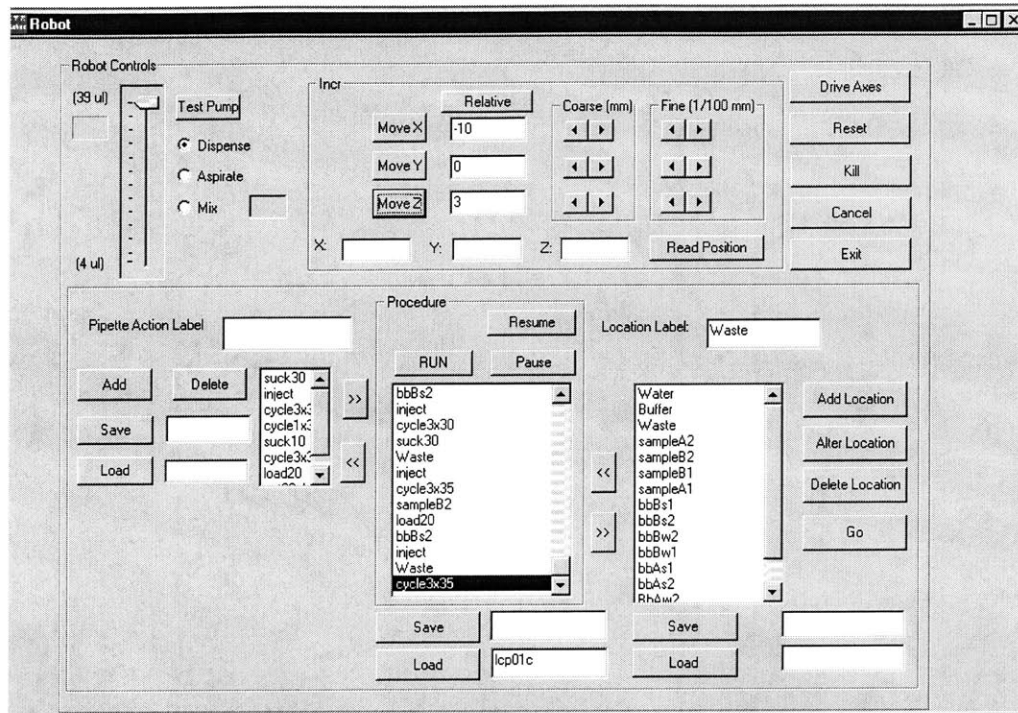 Robot
Robot Controls
(39 ul)
Test Pump
Dispense
Aspirate
Mix
(4 ul)
Incr
Relative
Coarse (mm)
Fine (1/100 mm)
Move X
-10
Move Y
0
Move Z
3
X:
Y:
Z:
Read Position
Drive Axes
Reset
Kill
Cancel
Exit
Pipette Action Label
Add
Delete
Save
Load
suck30
inject
cycle3x3
cycle1x3
suck10
cycle3x3
load20
>>
<<
Procedure
Resume
RUN
Pause
bbBs2
inject
cycle3x30
suck30
Waste
inject
cycle3x35
sampleB2
load20
bbBs2
inject
Waste
cycle3x35
Save
Load
lcp01c
Location Label:
Waste
<<
>>
Water
Buffer
Waste
sampleA2
sampleB2
sampleB1
sampleA1
bbBs1
bbBs2
bbBw2
bbBw1
bbAs1
bbAs2
BbAw2
Add Location
Alter Location
Delete Location
Go
Save
Load